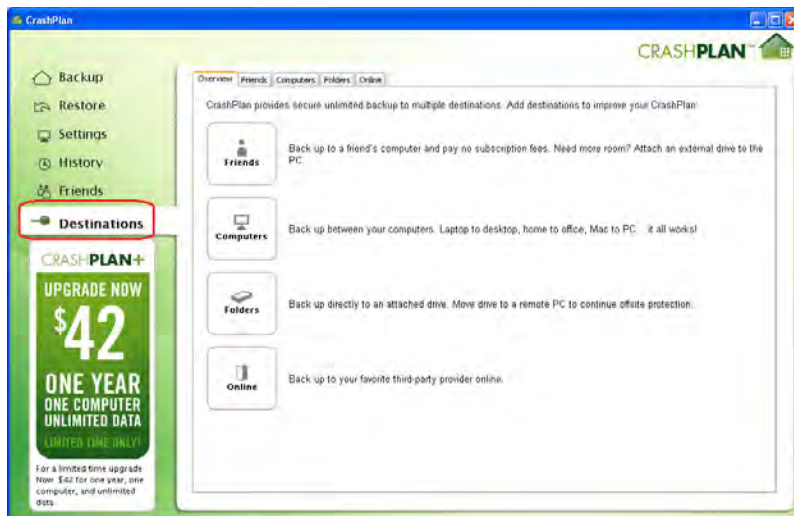 CrashPlan
CRASHPLAN
Backup
Restore
Settings
History
Friends
Destinations
CRASHPLAN+
UPGRADE NOW
$42
ONE YEAR
ONE COMPUTER
UNLIMITED DATA
LIMITED TIME ONLY!
For a limited time upgrade
Now. $42 for one year, one
computer, and unlimited
data
Overview Friends Computers Folders Online
CrashPlan provides secure unlimited backup to multiple destinations. Add destinations to improve your CrashPlan
Friends
Back up to a friend's computer and pay no subscription fees. Need more room? Attach an external drive to the
PC.
Computers
Back up between your computers. Laptop to desktop, home to office, Mac to PC... it all works!
Folders
Back up directly to an attached drive. Move drive to a remote PC to continue offsite protection.
Online
Back up to your favorite third-party provider online.